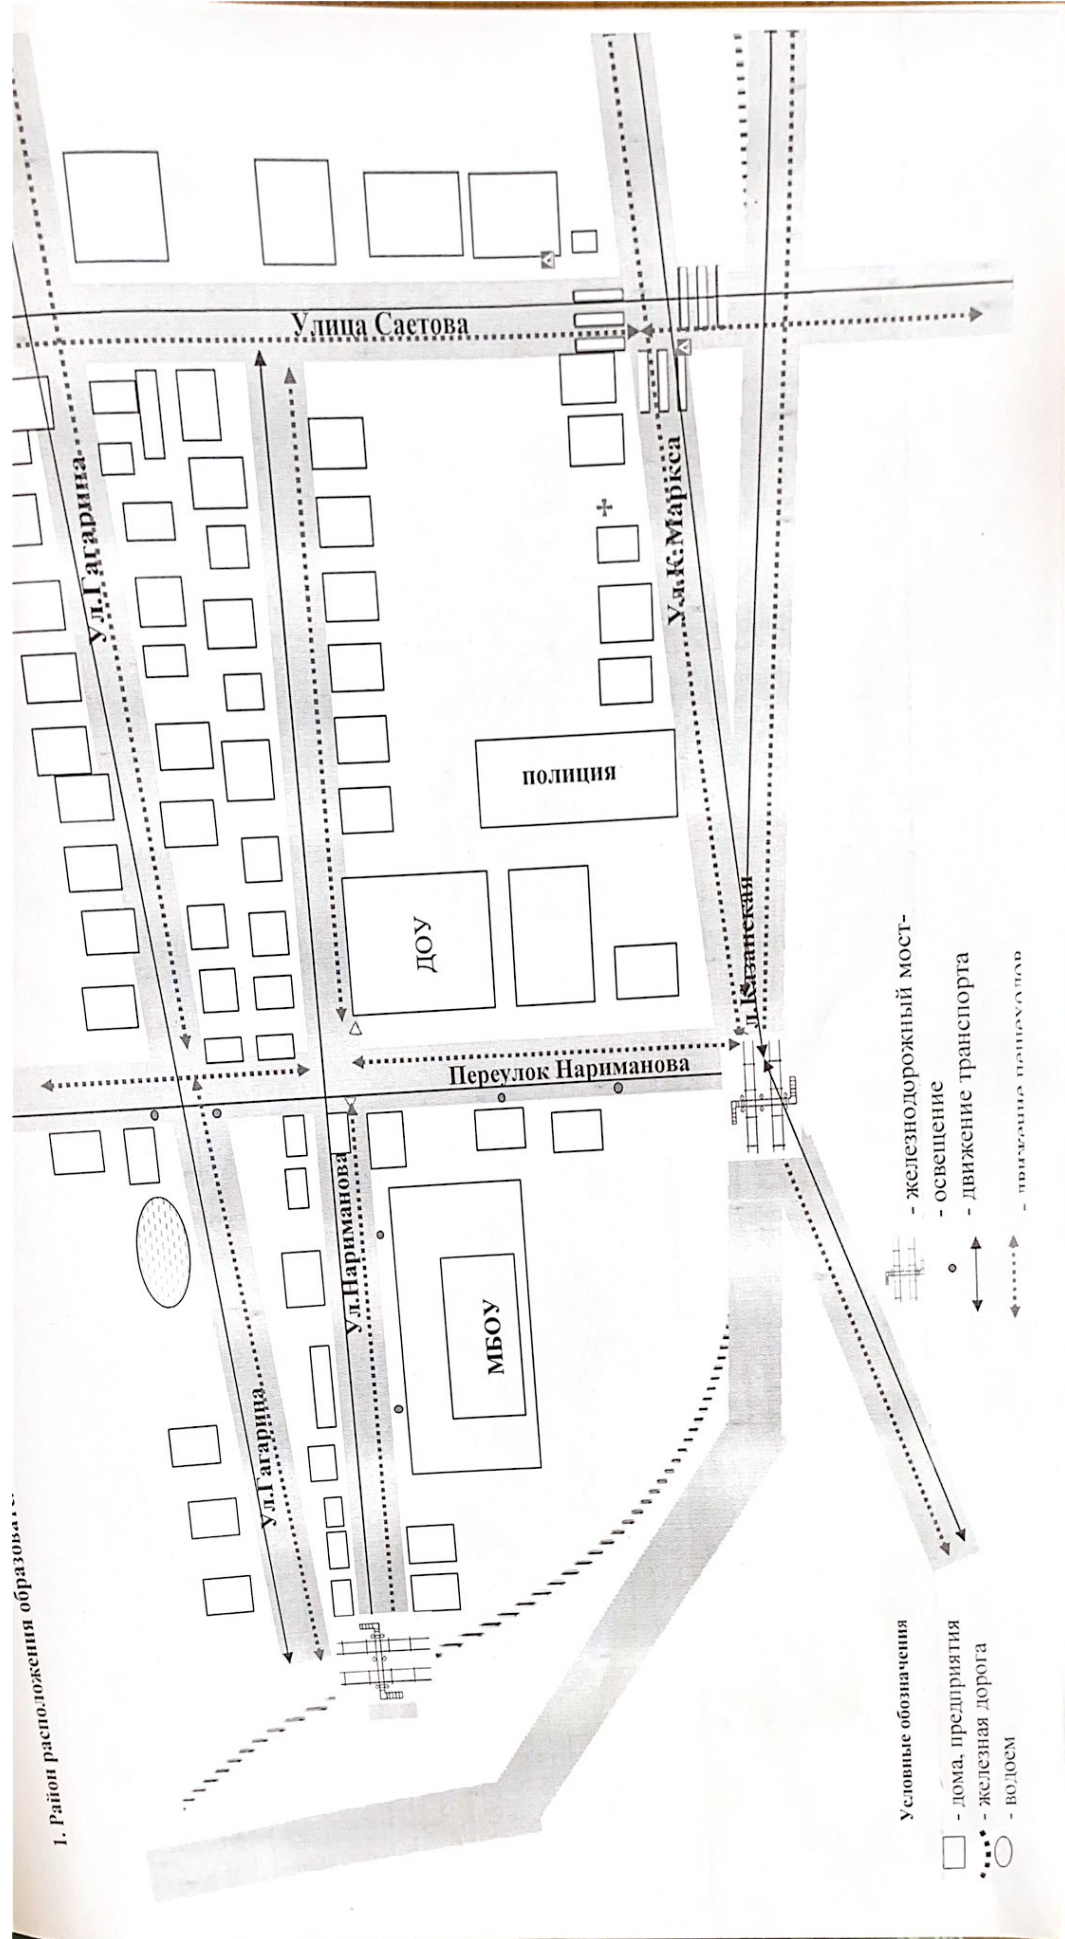 1. Район расположения
Ул.Гагарина
Улица Саетова
Ул.К.Маркса
полиция
ДОУ
л.Казанская
Переулок Нариманова
Ул.Нариманова
МБОУ
Ул.Гагарина
Условные обозначения
- дома, предприятия
- железная дорога
- водоем
- железнодорожный мост-
- освещение
- движение транспорта